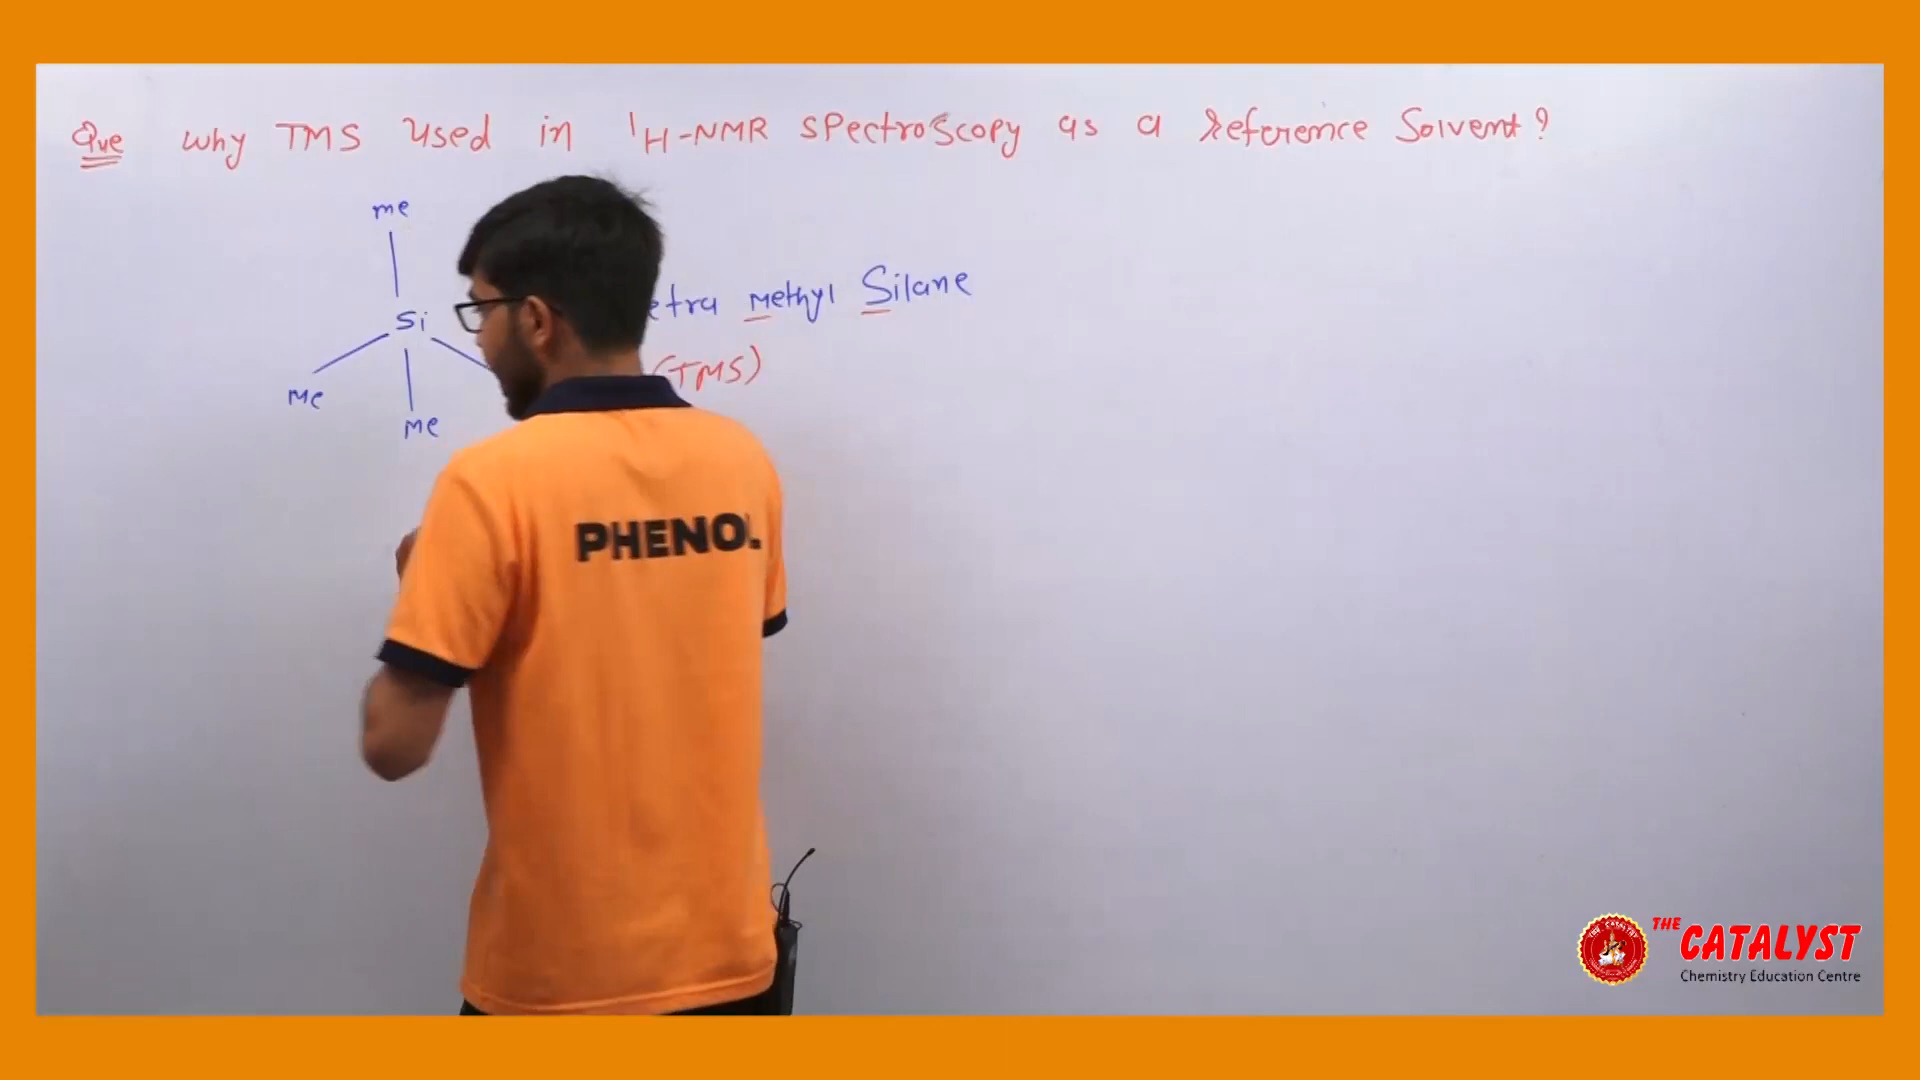 Que Why TMS used in 1H-NMR spectroscopy as a reference Solvent?
me
Si
etra methyl Silane
(TMS)
Me
Me
PHENOL
THE CATALYST
Chemistry Education Centre